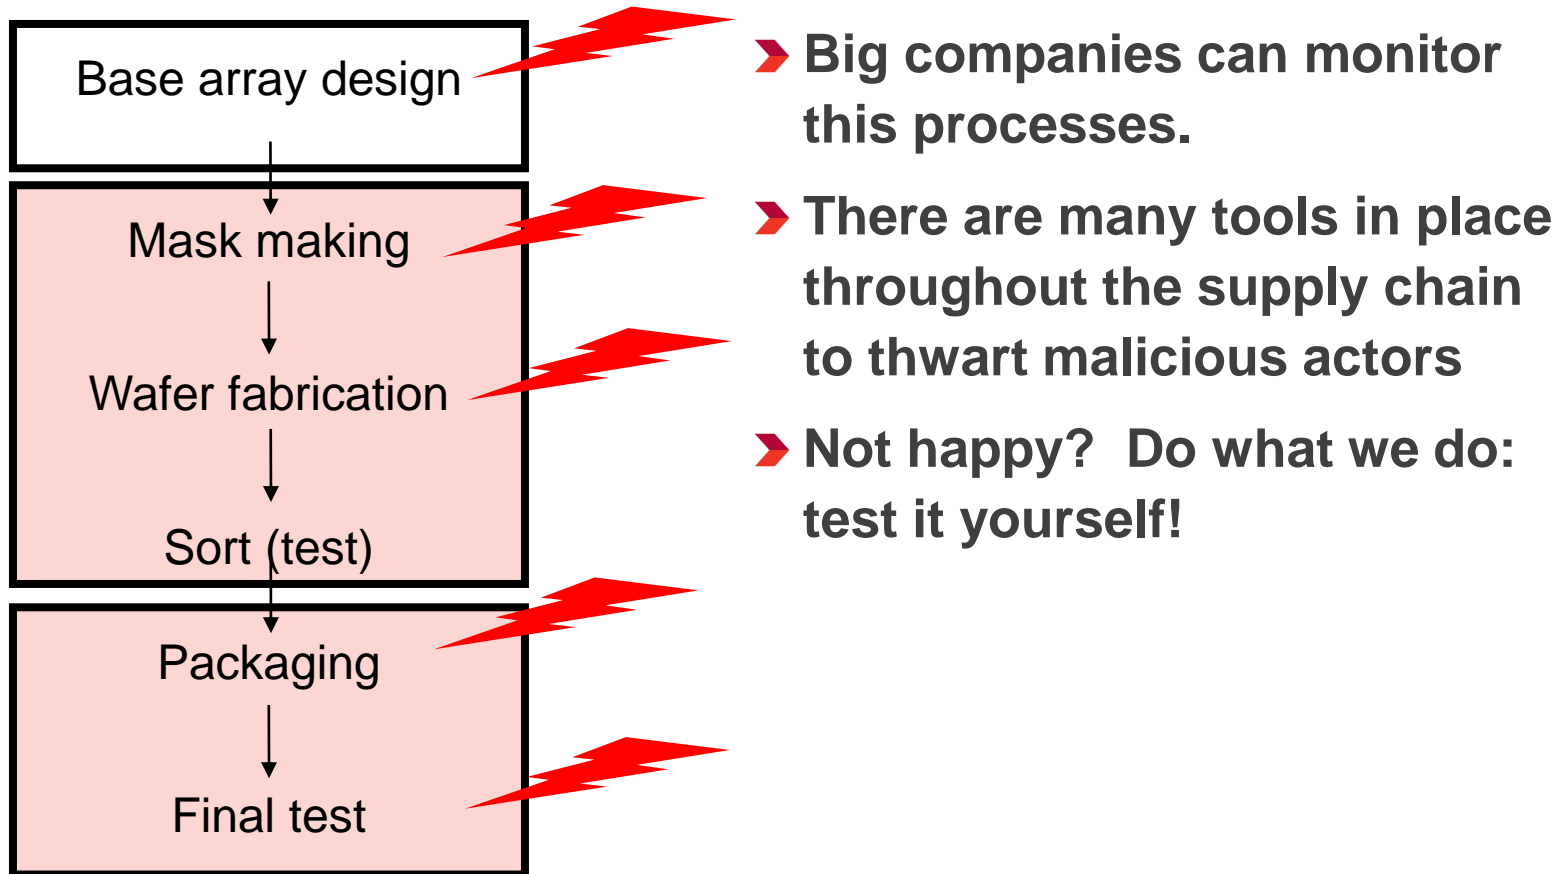 Base array design
Mask making
Wafer fabrication
Sort (test)
Packaging
Final test
Big companies can monitor
this processes.
There are many tools in place
throughout the supply chain
to thwart malicious actors
Not happy?  Do what we do:
test it yourself!